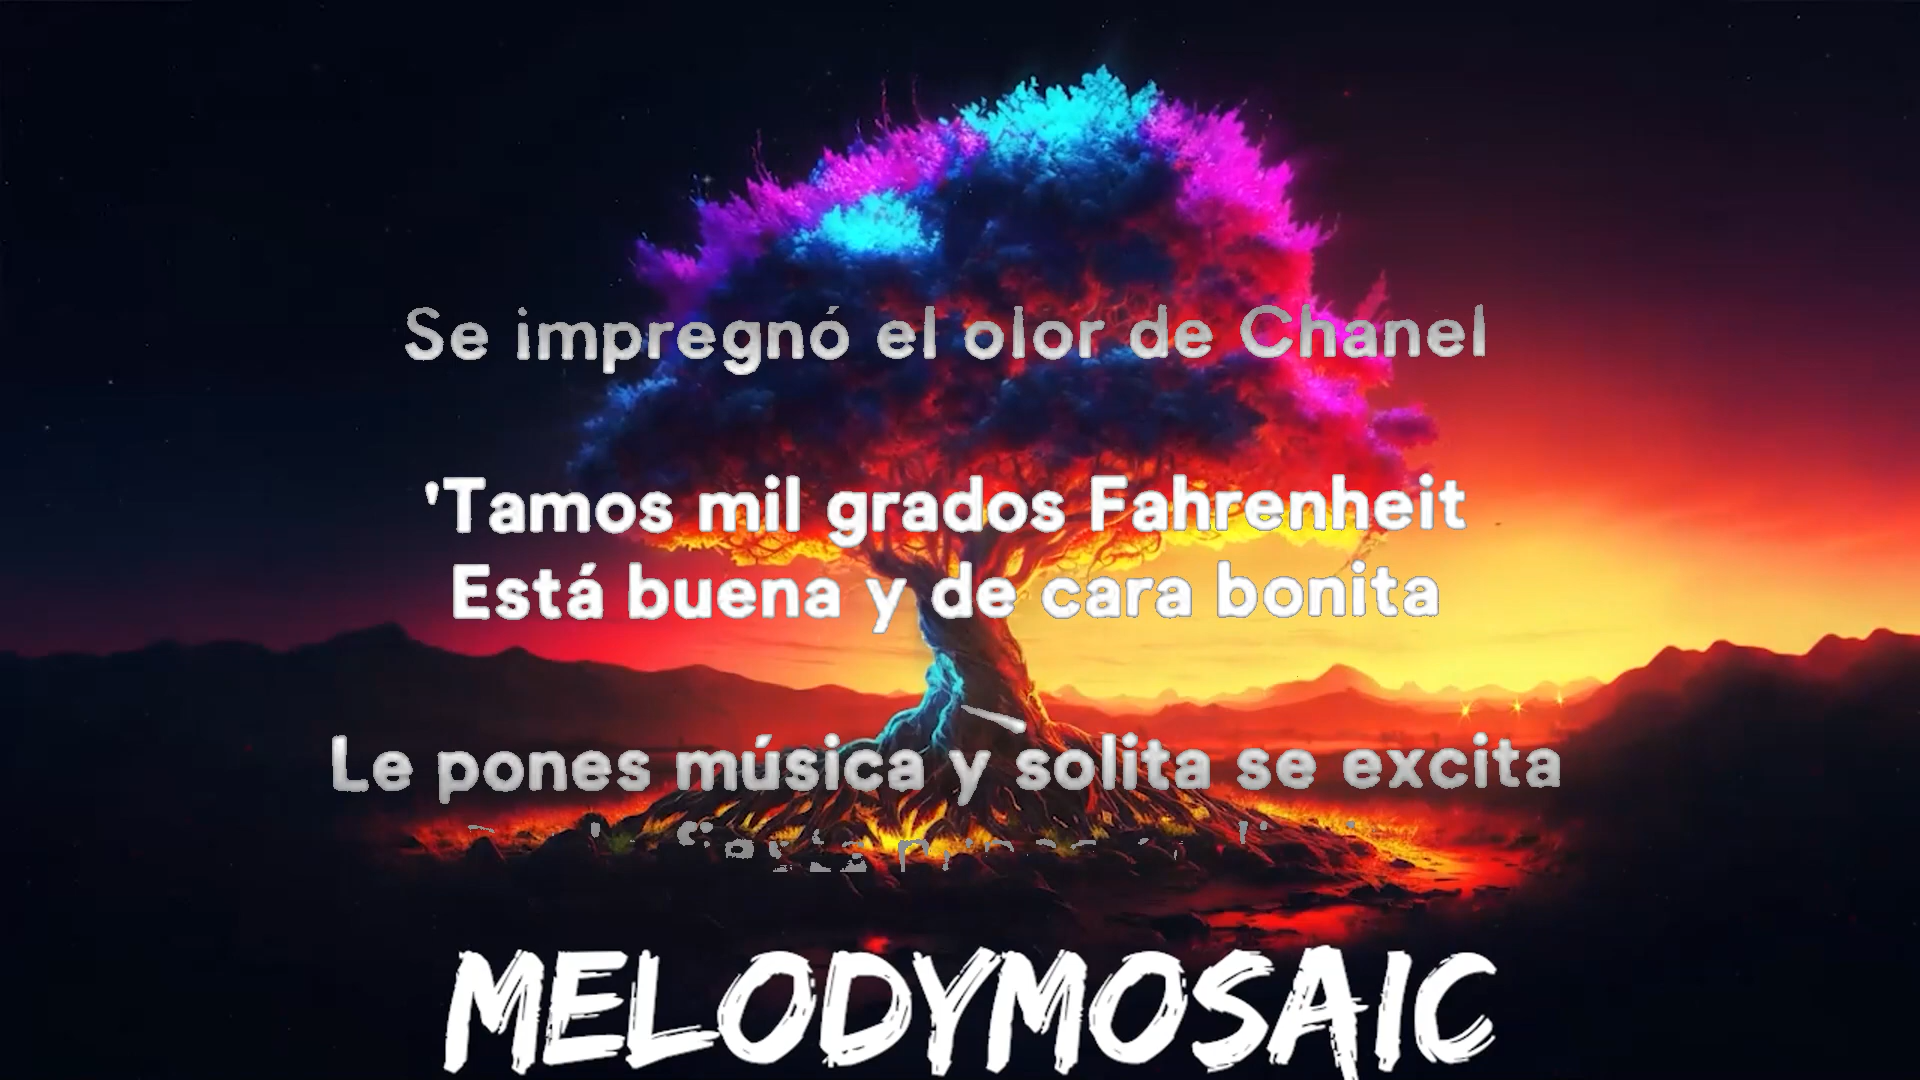 Se impregnó el olor de Chanel
'Tamos mil grados Fahrenheit
Está buena y de cara bonita
Le pones música y solita se excita
MELODYMOSAIC